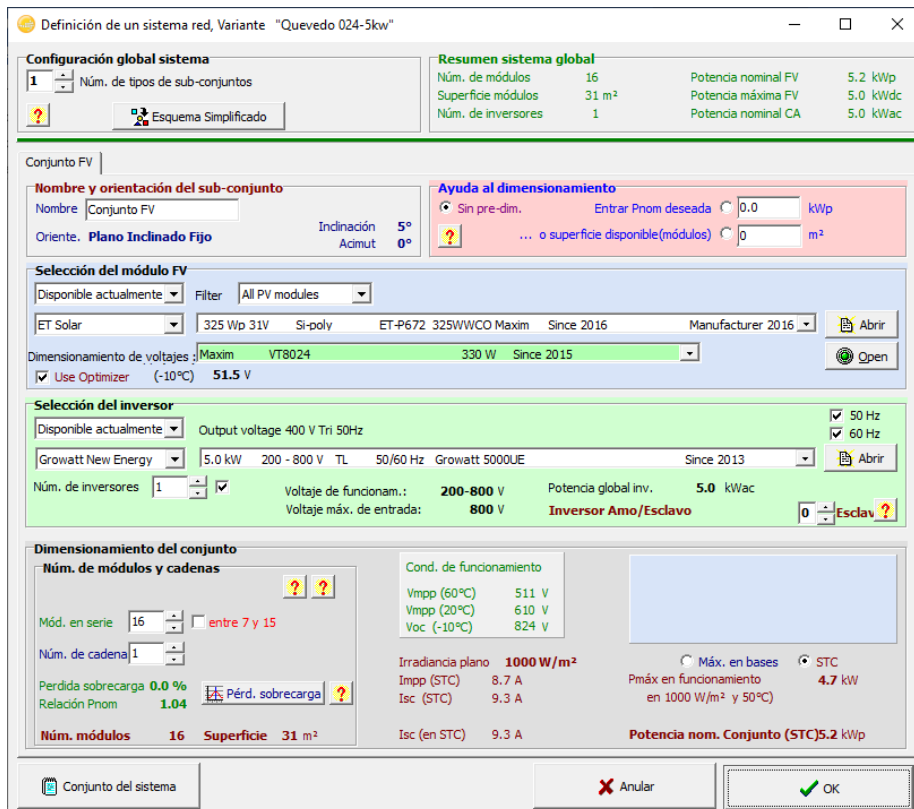 Definición de un sistema red, Variante "Quevedo 024-5kw"
Configuración global sistema
1 Núm. de tipos de sub-conjuntos
? Esquema Simplificado
Resumen sistema global
Núm. de módulos 16 Potencia nominal FV 5.2 kWp
Superficie módulos 31 m² Potencia máxima FV 5.0 kWdc
Núm. de inversores 1 Potencia nominal CA 5.0 kWac
Conjunto FV
Nombre y orientación del sub-conjunto
Nombre Conjunto FV
Oriente. Plano Inclinado Fijo
Inclinación 5°
Acimut 0°
Ayuda al dimensionamiento
Sin pre-dim. Entrar Pnom deseada 0.0 kWp
? ... o superficie disponible(módulos) 0 m²
Selección del módulo FV
Disponible actualmente Filter All PV modules
ET Solar 325 Wp 31V Si-poly ET-P672 325WWCO Maxim Since 2016 Manufacturer 2016 Abrir
Dimensionamiento de voltajes : Maxim VT8024 330 W Since 2015 Open
Use Optimizer (-10°C) 51.5 V
Selección del inversor
Disponible actualmente Output voltage 400 V Tri 50Hz
50 Hz
60 Hz
Growatt New Energy 5.0 kW 200 - 800 V TL 50/60 Hz Growatt 5000UE Since 2013 Abrir
Núm. de inversores 1 Voltaje de funcionam.: 200-800 V Potencia global inv. 5.0 kWac
Voltaje máx. de entrada: 800 V Inversor Amo/Esclavo 0 Esclav ?
Dimensionamiento del conjunto
Núm. de módulos y cadenas
? ?
Mód. en serie 16 entre 7 y 15
Núm. de cadena 1
Perdida sobrecarga 0.0 %
Relación Pnom 1.04
Pérd. sobrecarga ?
Núm. módulos 16 Superficie 31 m²
Cond. de funcionamiento
Vmpp (60°C) 511 V
Vmpp (20°C) 610 V
Voc (-10°C) 824 V
Irradiancia plano 1000 W/m²
Impp (STC) 8.7 A
Isc (STC) 9.3 A
Isc (en STC) 9.3 A
Máx. en bases STC
Pmáx en funcionamiento 4.7 kW
en 1000 W/m² y 50°C)
Potencia nom. Conjunto (STC)5.2 kWp
Conjunto del sistema
Anular
OK